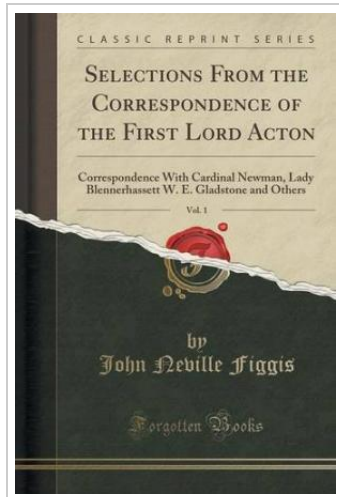 CLASSIC REPRINT SERIES
SELECTIONS FROM THE
CORRESPONDENCE OF
THE FIRST LORD ACTON
Correspondence With Cardinal Newman, Lady
Blennerhassett W. E. Gladstone and Others
Vol. 1
by
John Neville Figgis
Forgotten Books